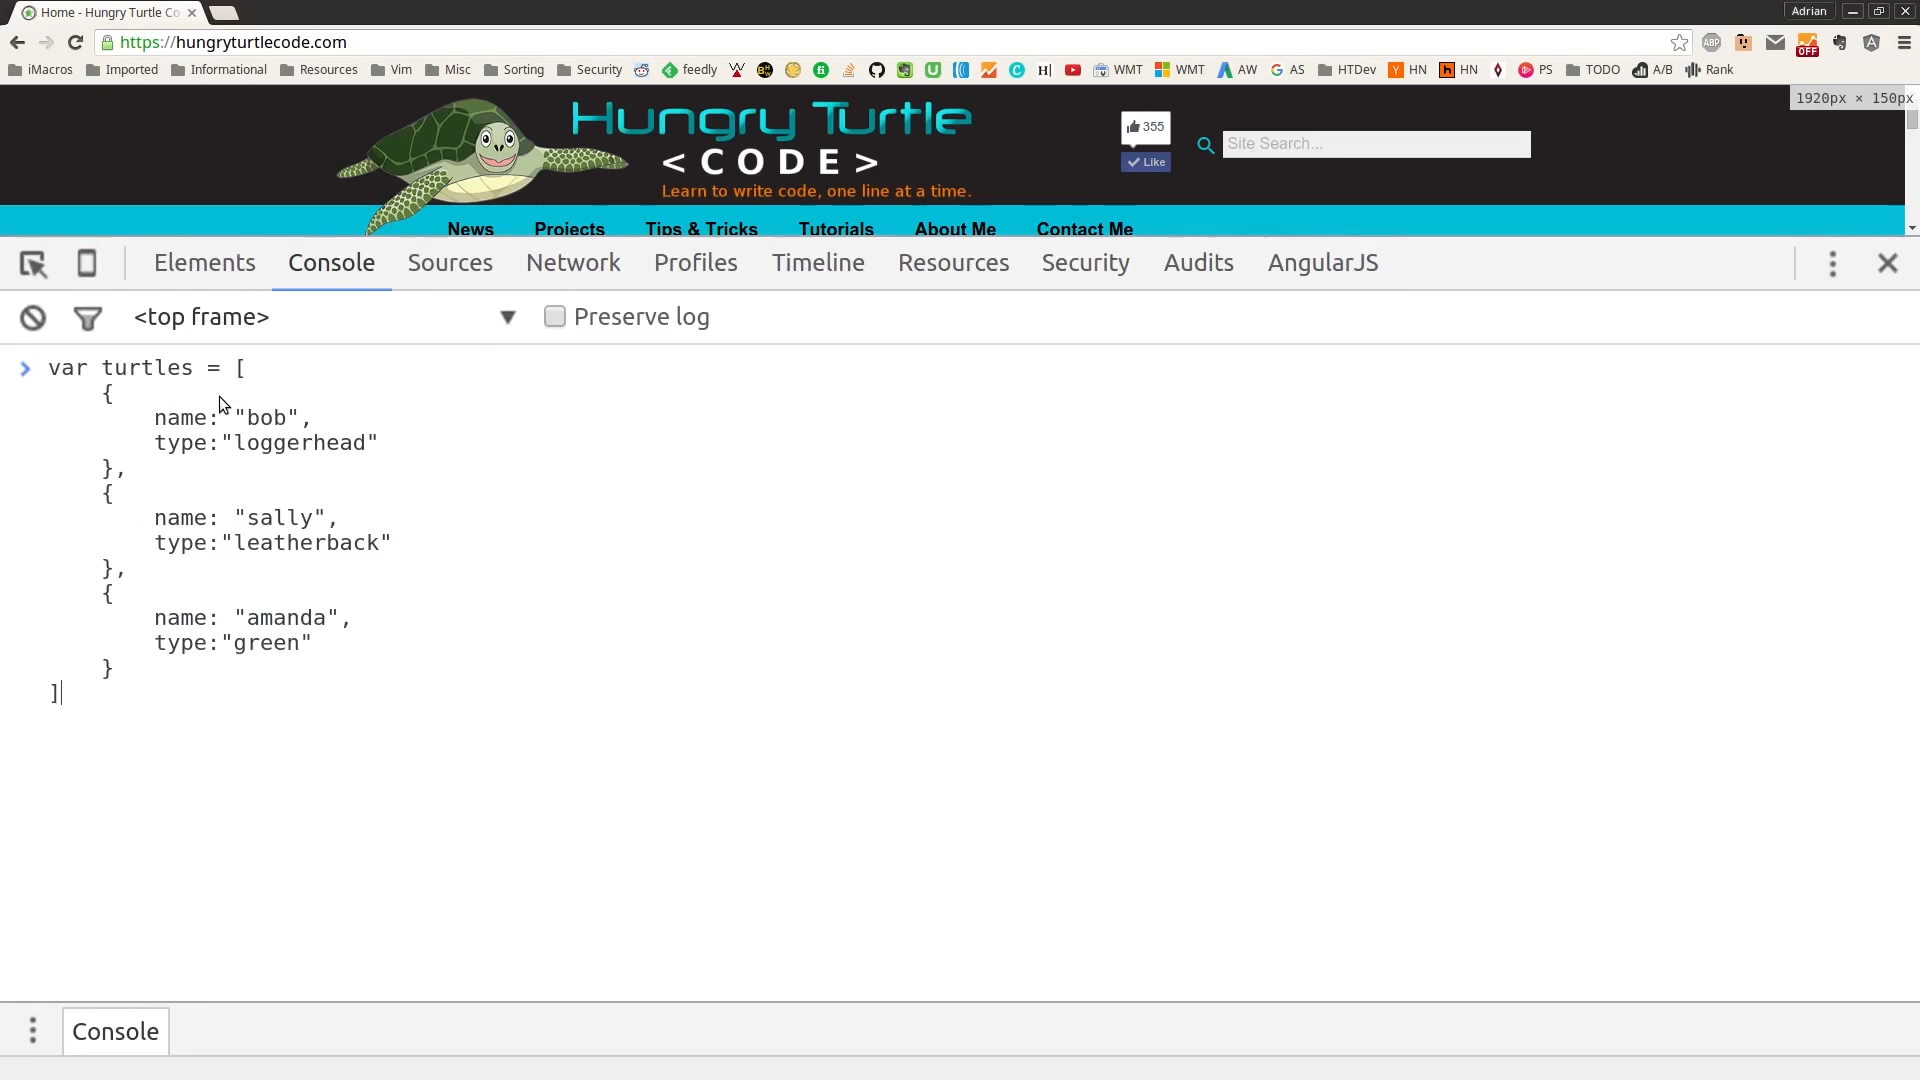 Home - Hungry Turtle Co
Adrian
https://hungryturtlecode.com
ABP
OFF
iMacros Imported Informational Resources Vim Misc Sorting Security feedly WMT WMT AW AS HTDev HN HN PS TODO A/B Rank
1920px × 150px
Hungry Turtle
<CODE>
Learn to write code, one line at a time.
355
Like
Site Search...
News Projects Tips & Tricks Tutorials About Me Contact Me
Elements Console Sources Network Profiles Timeline Resources Security Audits AngularJS
<top frame> Preserve log
var turtles = [
{
name: "bob",
type:"loggerhead"
},
{
name: "sally",
type:"leatherback"
},
{
name: "amanda",
type:"green"
}
]
Console